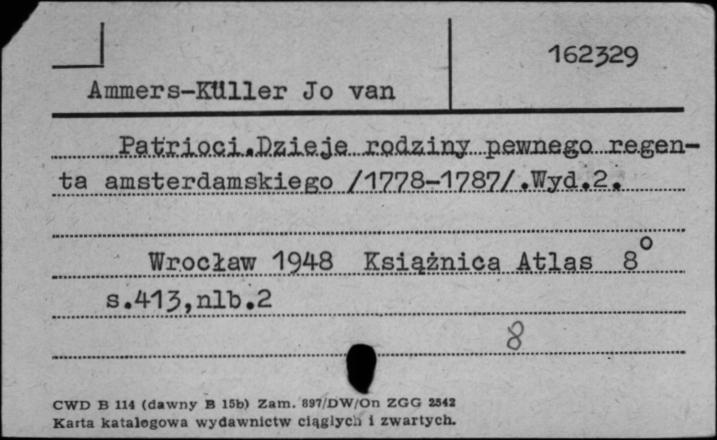 162329
Ammers-Küller Jo van
Patrioci.Dzieje rodziny pewnego regen-
ta amsterdamskiego /1778-1787/.Wyd.2.
Wrocław 1948 Książnica Atlas 8°
s.413,nlb.2
8
CWD B 114 (dawny B 15b) Zam. 897/DW/On ZGG 2542
Karta katalogowa wydawnictw ciągłych i zwartych.